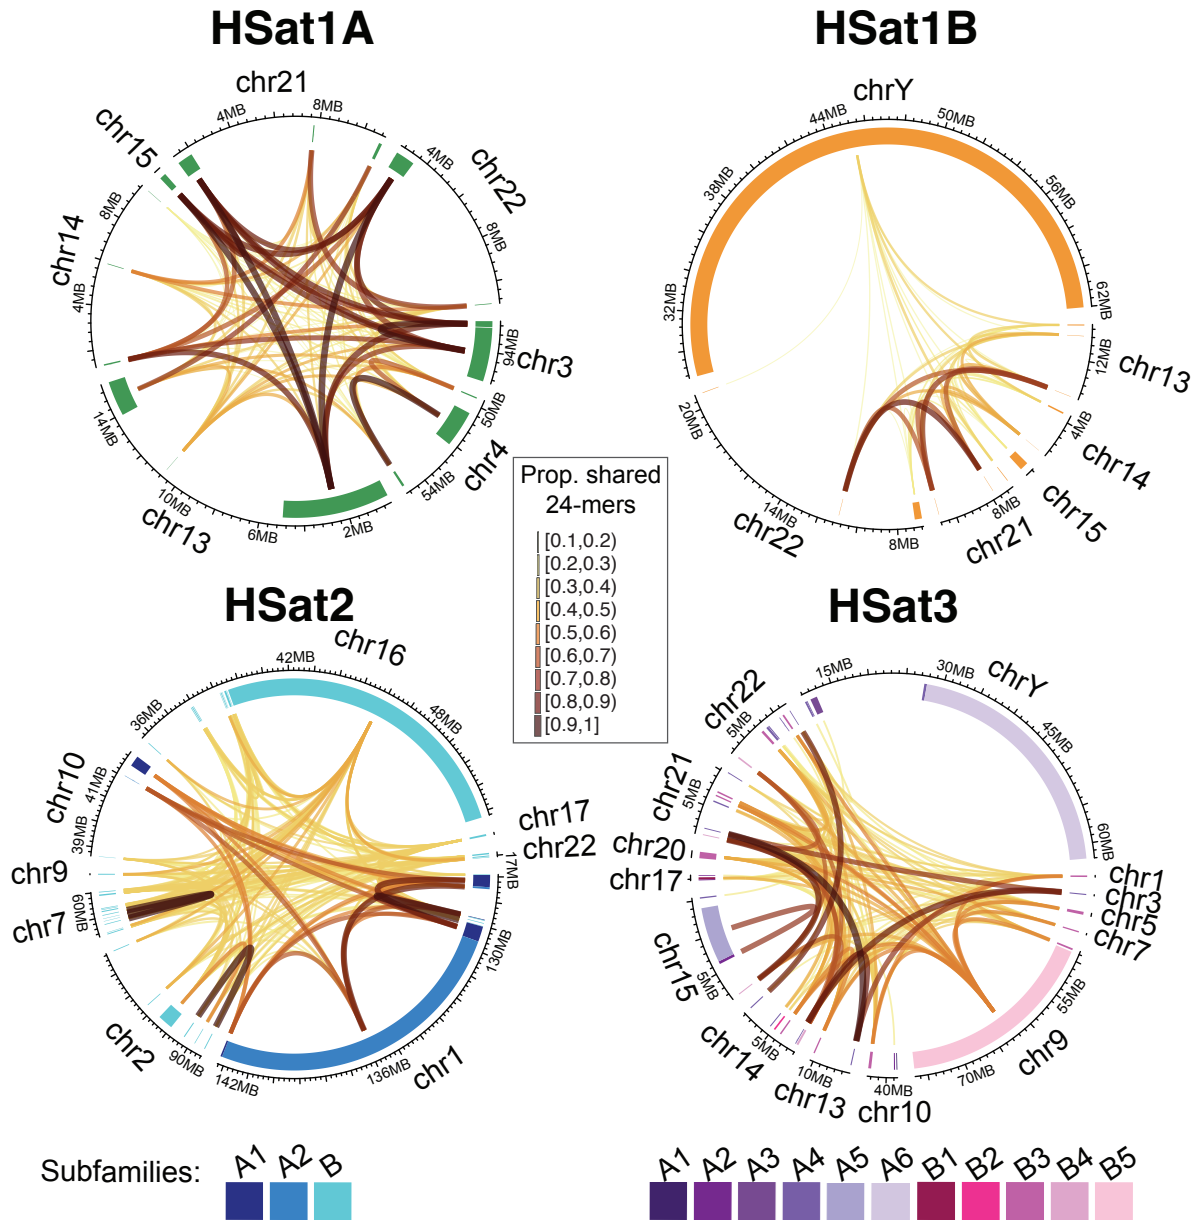 HSat1A
chr21
4MB
8MB
chr15
chr22
4MB
8MB
8MB
chr14
4MB
chr3
94MB
50MB
chr4
54MB
14MB
10MB
chr13
6MB
2MB
HSat1B
chrY
44MB
50MB
38MB
56MB
32MB
62MB
chr13
12MB
4MB
chr14
chr15
8MB
chr21
20MB
14MB
chr22
8MB
Prop. shared
24-mers
[0.1,0.2)
[0.2,0.3)
[0.3,0.4)
[0.4,0.5)
[0.5,0.6)
[0.6,0.7)
[0.7,0.8)
[0.8,0.9)
[0.9,1]
HSat2
chr16
42MB
36MB
48MB
chr10
41MB
39MB
chr17
chr22
17MB
chr9
60MB
chr7
130MB
chr2
90MB
142MB
136MB
chr1
HSat3
15MB
30MB
chrY
chr22
5MB
45MB
chr21
5MB
60MB
chr20
chr17
chr1
chr3
chr5
chr7
chr15
5MB
55MB
chr9
chr14
5MB
10MB
chr13
40MB
chr10
70MB
Subfamilies:
A1 A2 B
A1 A2 A3 A4 A5 A6 B1 B2 B3 B4 B5